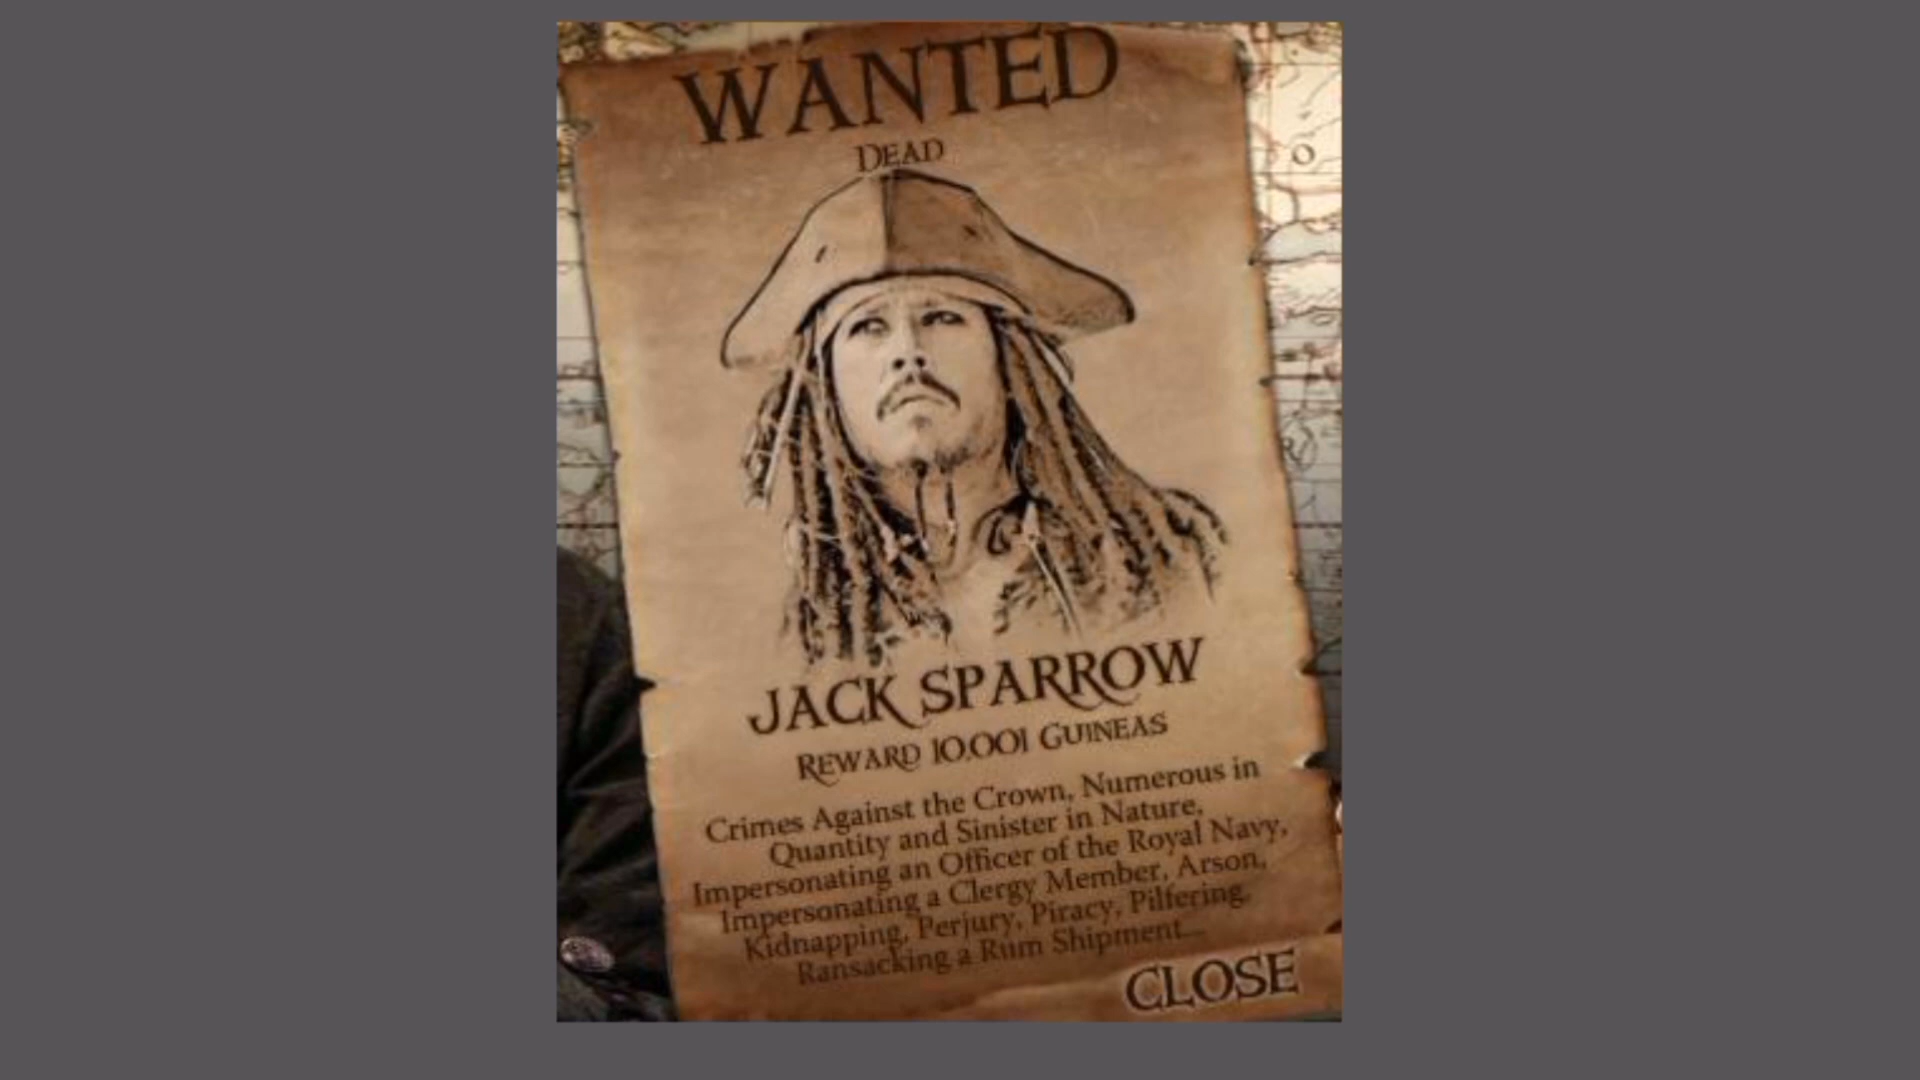 WANTED
DEAD
JACK SPARROW
REWARD 10,001 GUINEAS
Crimes Against the Crown, Numerous in
Quantity and Sinister in Nature,
Impersonating an Officer of the Royal Navy,
Impersonating a Clergy Member, Arson,
Kidnapping, Perjury, Piracy, Pilfering,
Ransacking a Rum Shipment...
CLOSE